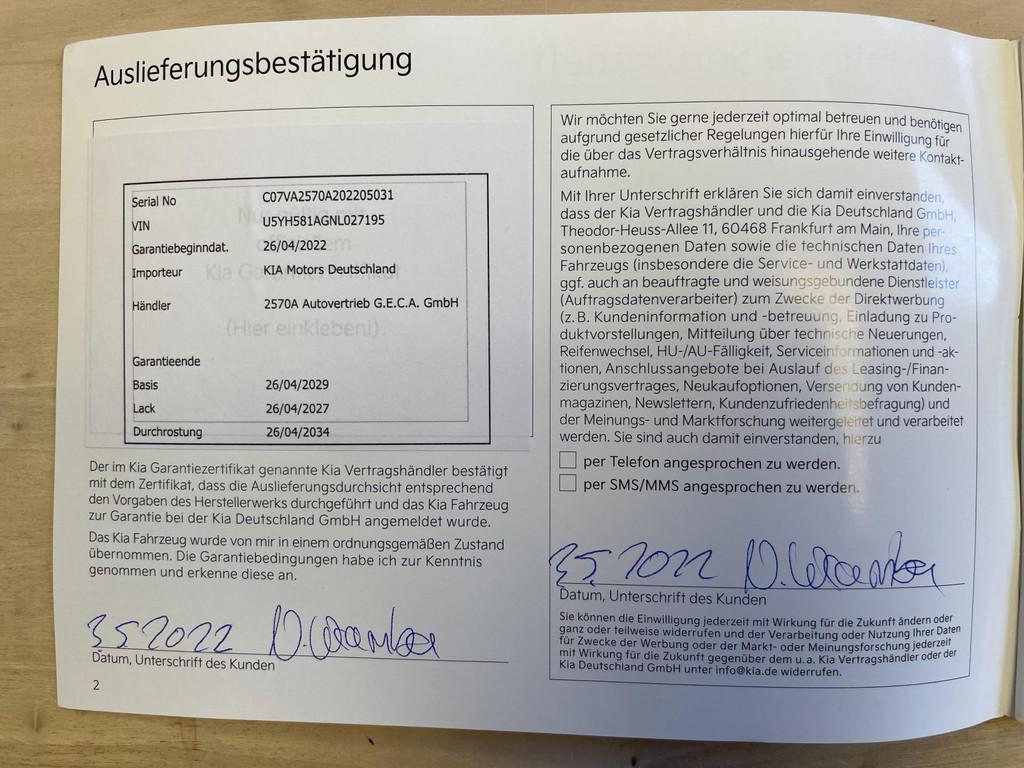 Auslieferungsbestätigung
Serial No C07VA2570A202205031
VIN U5YH581AGNL027195
Garantiebeginndat. 26/04/2022
Importeur KIA Motors Deutschland
Händler 2570A Autovertrieb G.E.C.A. GmbH
(Hier einkleben!)
Garantieende
Basis 26/04/2029
Lack 26/04/2027
Durchrostung 26/04/2034
Der im Kia Garantiezertifikat genannte Kia Vertragshändler bestätigt
mit dem Zertifikat, dass die Auslieferungsdurchsicht entsprechend
den Vorgaben des Herstellerwerks durchgeführt und das Kia Fahrzeug
zur Garantie bei der Kia Deutschland GmbH angemeldet wurde.
Das Kia Fahrzeug wurde von mir in einem ordnungsgemäßen Zustand
übernommen. Die Garantiebedingungen habe ich zur Kenntnis
genommen und erkenne diese an.
3.5.2022
Datum, Unterschrift des Kunden
2
Wir möchten Sie gerne jederzeit optimal betreuen und benötigen
aufgrund gesetzlicher Regelungen hierfür Ihre Einwilligung für
die über das Vertragsverhältnis hinausgehende weitere Kontakt-
aufnahme.
Mit Ihrer Unterschrift erklären Sie sich damit einverstanden,
dass der Kia Vertragshändler und die Kia Deutschland GmbH,
Theodor-Heuss-Allee 11, 60468 Frankfurt am Main, Ihre per-
sonenbezogenen Daten sowie die technischen Daten Ihres
Fahrzeugs (insbesondere die Service- und Werkstattdaten),
ggf. auch an beauftragte und weisungsgebundene Dienstleister
(Auftragsdatenverarbeiter) zum Zwecke der Direktwerbung
(z. B. Kundeninformation und -betreuung, Einladung zu Pro-
duktvorstellungen, Mitteilung über technische Neuerungen,
Reifenwechsel, HU-/AU-Fälligkeit, Serviceinformationen und -ak-
tionen, Anschlussangebote bei Auslauf des Leasing-/Finan-
zierungsvertrages, Neukaufoptionen, Versendung von Kunden-
magazinen, Newslettern, Kundenzufriedenheitsbefragung) und
der Meinungs- und Marktforschung weitergeleitet und verarbeitet
werden. Sie sind auch damit einverstanden, hierzu
per Telefon angesprochen zu werden.
per SMS/MMS angesprochen zu werden.
3.5.2022
Datum, Unterschrift des Kunden
Sie können die Einwilligung jederzeit mit Wirkung für die Zukunft ändern oder
ganz oder teilweise widerrufen und der Verarbeitung oder Nutzung Ihrer Daten
für Zwecke der Werbung oder der Markt- oder Meinungsforschung jederzeit
mit Wirkung für die Zukunft gegenüber dem u. a. Kia Vertragshändler oder der
Kia Deutschland GmbH unter info@kia.de widerrufen.